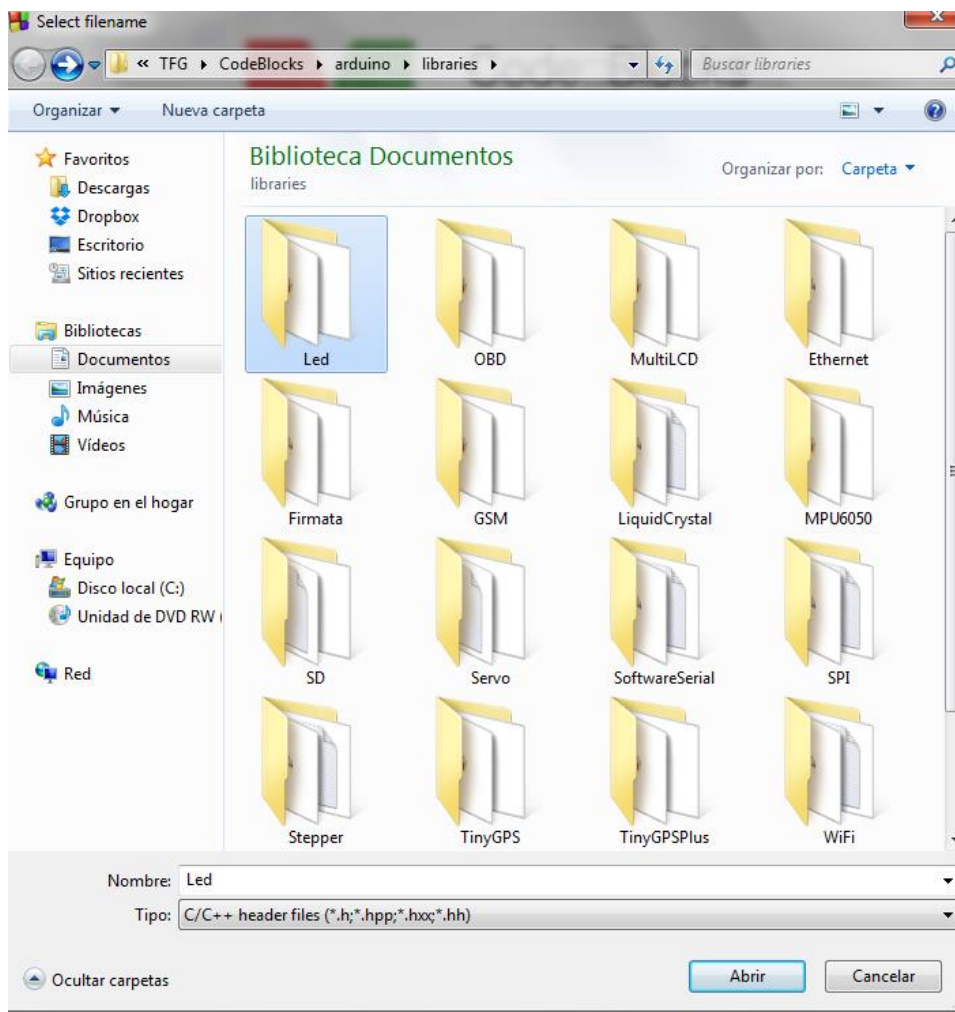 Select filename
« TFG CodeBlocks arduino libraries
Buscar libraries
Organizar Nueva carpeta
Favoritos
Descargas
Dropbox
Escritorio
Sitios recientes
Bibliotecas
Documentos
Imágenes
Música
Vídeos
Grupo en el hogar
Equipo
Disco local (C:)
Unidad de DVD RW (
Red
Biblioteca Documentos
libraries
Organizar por: Carpeta
Led OBD MultiLCD Ethernet
Firmata GSM LiquidCrystal MPU6050
SD Servo SoftwareSerial SPI
Stepper TinyGPS TinyGPSPlus WiFi
Nombre: Led
Tipo: C/C++ header files (*.h;*.hpp;*.hxx;*.hh)
Ocultar carpetas Abrir Cancelar